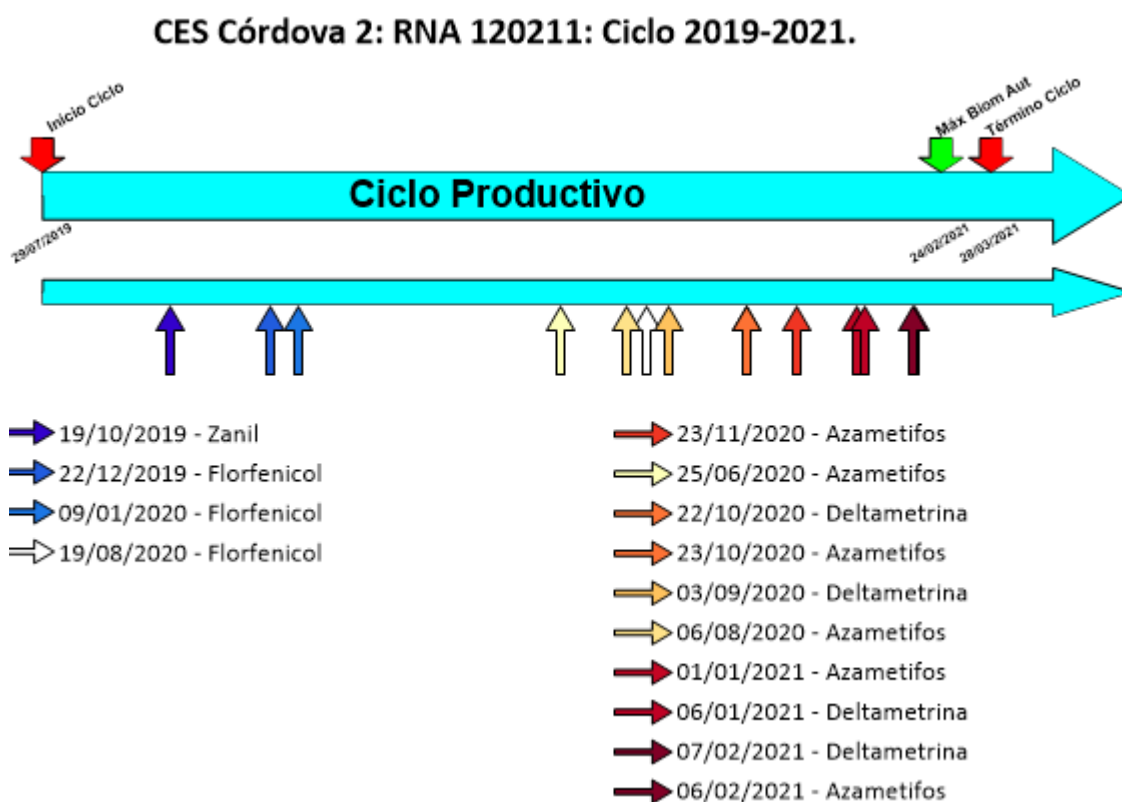 CES Córdova 2: RNA 120211: Ciclo 2019-2021.
Início Ciclo
Máx Biom Aut
Término Ciclo
Ciclo Productivo
29/07/2019
24/02/2021
28/03/2021
19/10/2019 - Zanil
22/12/2019 - Florfenicol
09/01/2020 - Florfenicol
19/08/2020 - Florfenicol
23/11/2020 - Azametifos
25/06/2020 - Azametifos
22/10/2020 - Deltametrina
23/10/2020 - Azametifos
03/09/2020 - Deltametrina
06/08/2020 - Azametifos
01/01/2021 - Azametifos
06/01/2021 - Deltametrina
07/02/2021 - Deltametrina
06/02/2021 - Azametifos